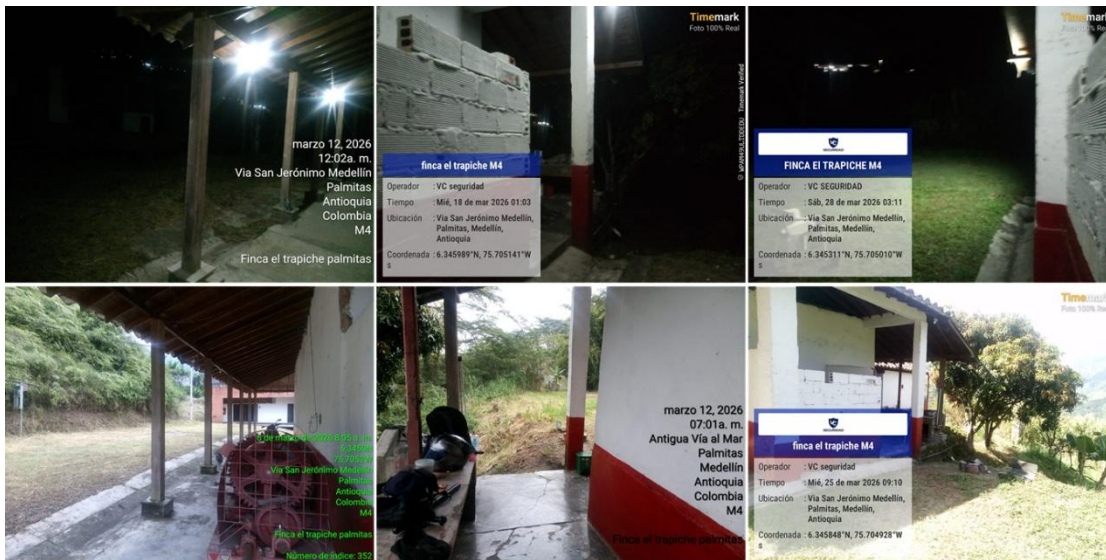 marzo 12, 2026
12:02a. m.
Via San Jerónimo Medellín
Palmitas
Antioquia
Colombia
M4
Finca el trapiche palmitas
Timemark
Foto 100% Real
finca el trapiche M4
Operador : VC seguridad
Tiempo : Mié, 18 de mar 2026 01:03
Ubicación : Via San Jerónimo Medellín,
Palmitas, Medellín,
Antioquia
Coordenada : 6.345989°N, 75.705141°W
s
Timemark Verified
Timemark
Foto 100% Re
SEGURIDAD
FINCA El TRAPICHE M4
Operador : VC SEGURIDAD
Tiempo : Sáb, 28 de mar 2026 03:11
Ubicación : Via San Jerónimo Medellín,
Palmitas, Medellín,
Antioquia
Coordenada : 6.345311°N, 75.705010°W
s
Via San Jerónimo Medellín
Palmitas
Antioquia
Colombia
M4
Finca el trapiche palmitas
Número de índice: 352
marzo 12, 2026
07:01a. m.
Antigua Vía al Mar
Palmitas
Medellín
Antioquia
Colombia
M4
Finca el trapiche palmitas
Timemark
Foto 100% Re
SEGURIDAD
finca el trapiche M4
Operador : VC seguridad
Tiempo : Mié, 25 de mar 2026 09:10
Ubicación : Via San Jerónimo Medellín,
Palmitas, Medellín,
Antioquia
Coordenada : 6.345848°N, 75.704928°W
s